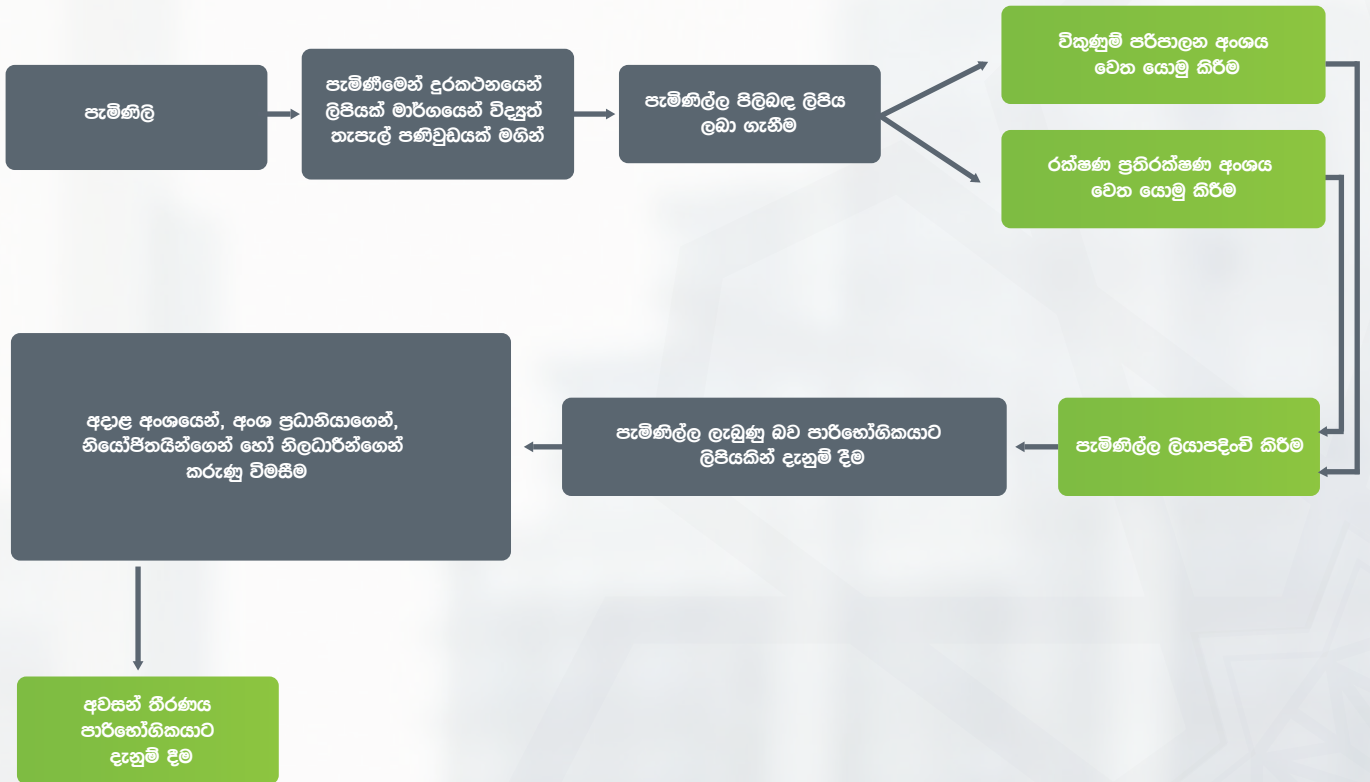 පැමිණිලි
පැමිණීමෙන් දුරකථනයෙන්
ලිපියක් මාර්ගයෙන් විද්‍යුත්
තැපැල් පණිවුඩයක් මගින්
පැමිණිල්ල පිලිබඳ ලිපිය
ලබා ගැනීම
විකුණුම් පරිපාලන අංශය
වෙත යොමු කිරීම
රක්ෂණ ප්‍රතිරක්ෂණ අංශය
වෙත යොමු කිරීම
පැමිණිල්ල ලියාපදිංචි කිරීම
පැමිණිල්ල ලැබුණු බව පාරිභෝගිකයාට
ලිපියකින් දැනුම් දීම
අදාළ අංශයෙන්, අංශ ප්‍රධානියාගෙන්,
නියෝජිතයින්ගෙන් හෝ නිලධාරීන්ගෙන්
කරුණු විමසීම
අවසන් තීරණය
පාරිභෝගිකයාට
දැනුම් දීම